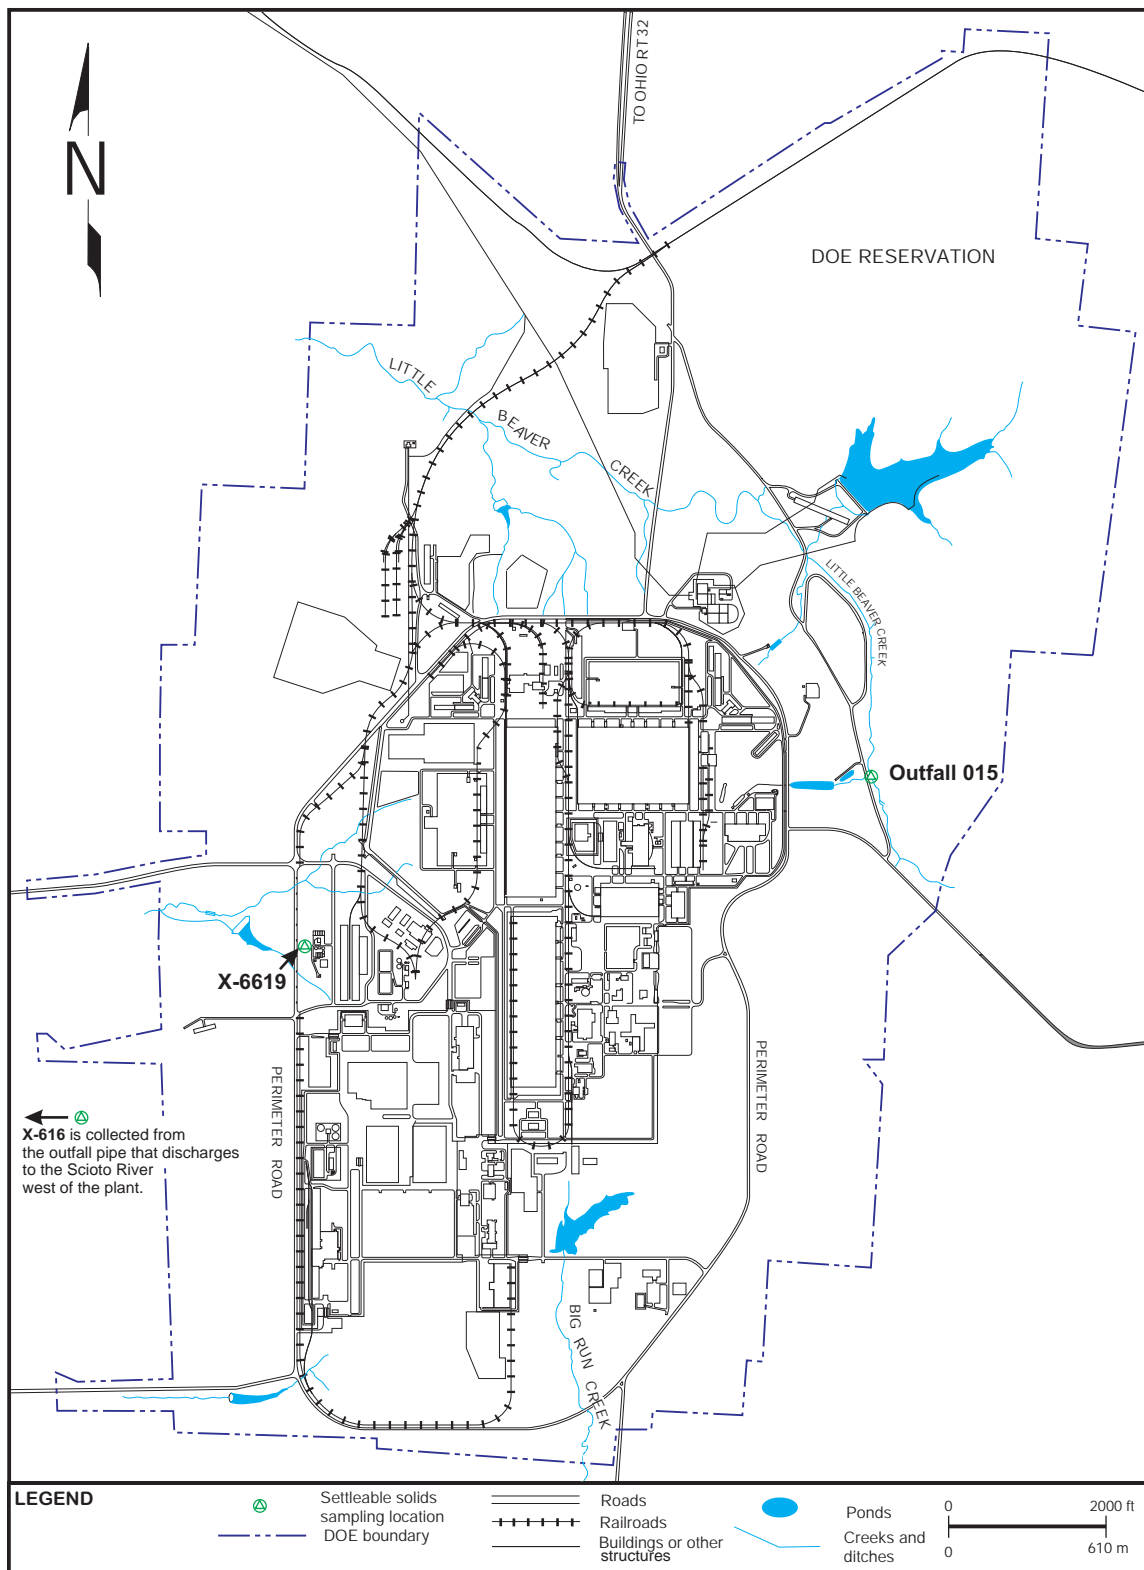 TO OHIO RT 32
N
DOE RESERVATION
LITTLE
BEAVER
CREEK
LITTLE BEAVER CREEK
Outfall 015
X-6619
PERIMETER ROAD
PERIMETER ROAD
X-616 is collected from
the outfall pipe that discharges
to the Scioto River
west of the plant.
BIG RUN CREEK
LEGEND
Settleable solids
sampling location
DOE boundary
Roads
Railroads
Buildings or other
structures
Ponds
Creeks and
ditches
0 2000 ft
0 610 m